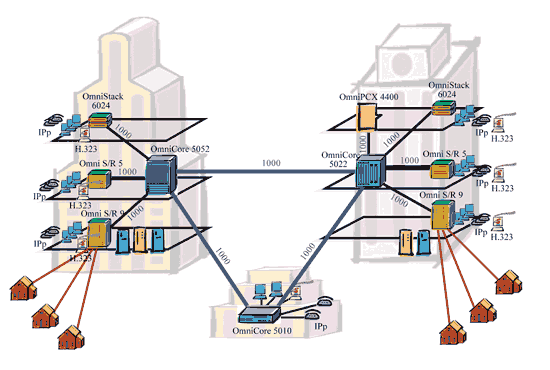 OmniStack
6024
IPp
H.323
1000
OmniCore 5052
Omni S/R 5
1000
IPp
H.323
Omni S/R 9
1000
IPp
H.323
OmniPCX 4400
OmniStack
6024
1000
1000
IPp
H.323
OmniCore
5022
1000
Omni S/R 5
1000
IPp
H.323
Omni S/R 9
1000
IPp
H.323
1000
1000
OmniCore 5010
IPp